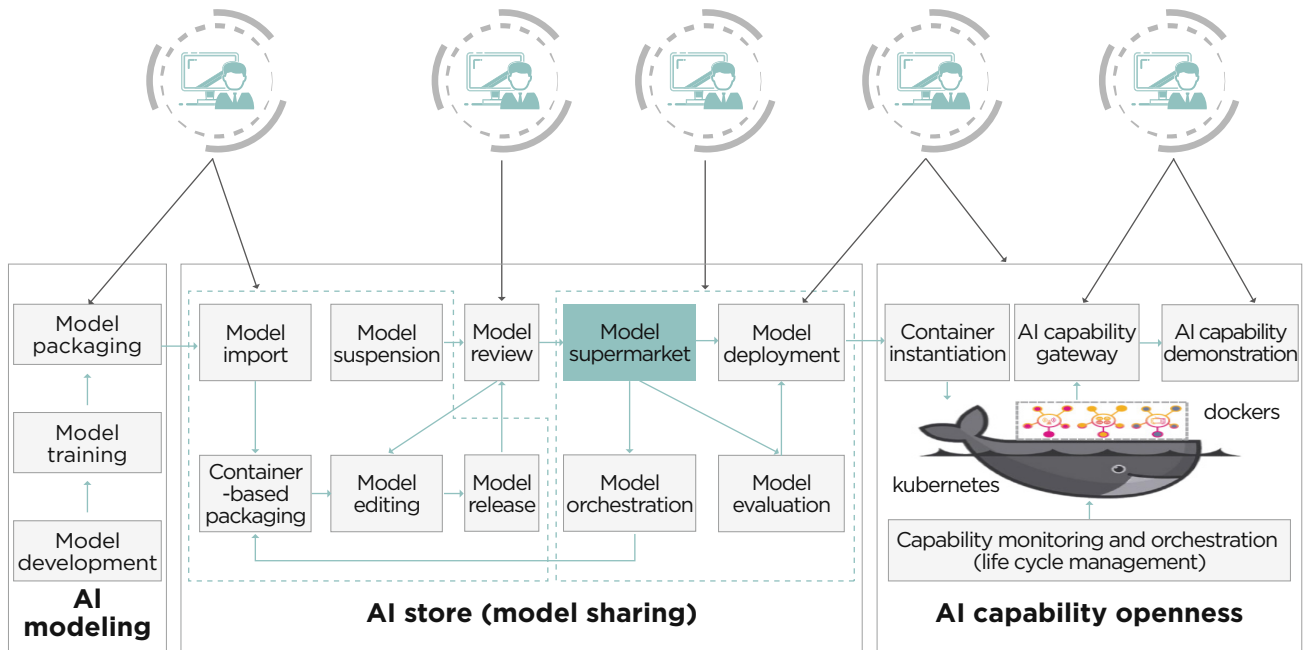 Model
packaging
Model
training
Model
development
AI
modeling
Model
import
Model
suspension
Model
review
Model
supermarket
Model
deployment
Container
-based
packaging
Model
editing
Model
release
Model
orchestration
Model
evaluation
AI store (model sharing)
Container
instantiation
AI capability
gateway
AI capability
demonstration
dockers
kubernetes
Capability monitoring and orchestration
(life cycle management)
AI capability openness